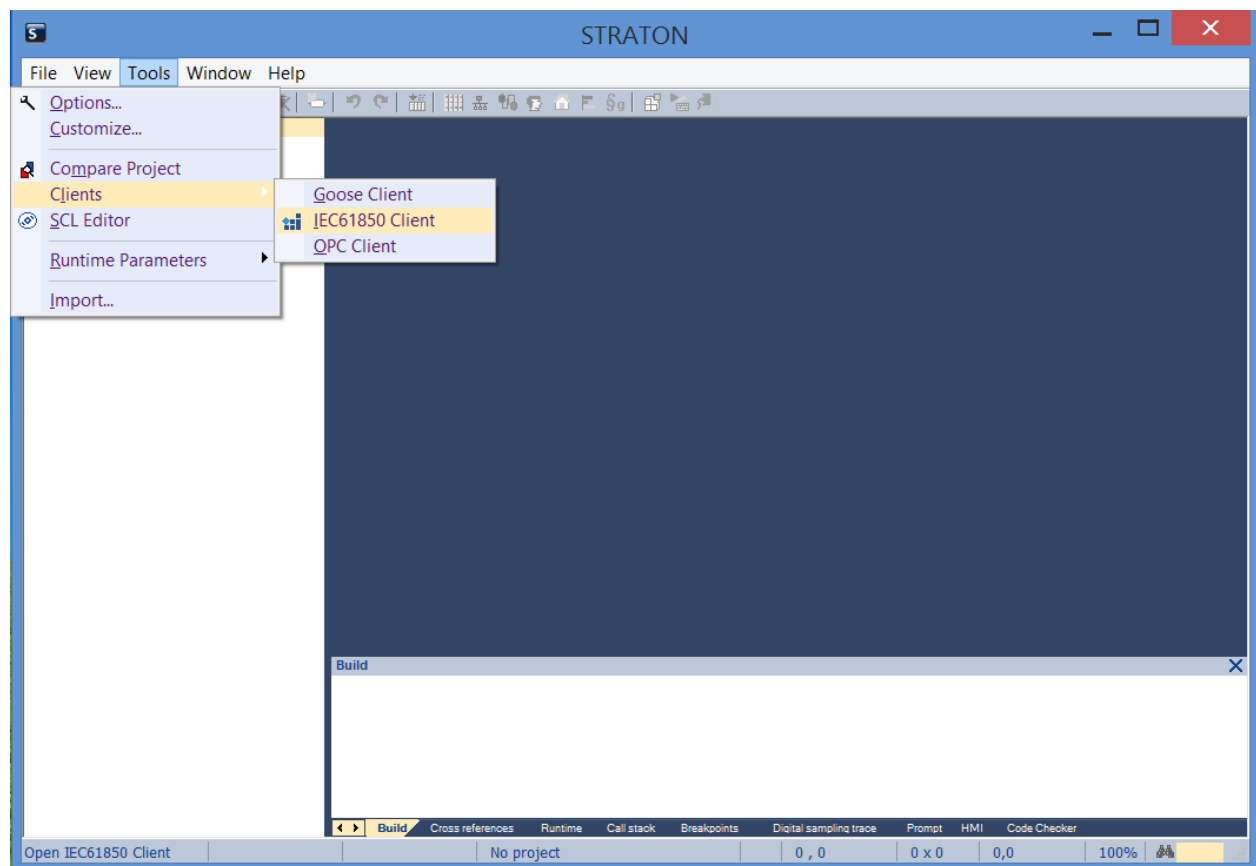 STRATON
File View Tools Window Help
Options...
Customize...
Compare Project
Clients
SCL Editor
Runtime Parameters
Import...
Goose Client
IEC61850 Client
OPC Client
Build
Build Cross references Runtime Call stack Breakpoints Digital sampling trace Prompt HMI Code Checker
Open IEC61850 Client No project 0 , 0 0 x 0 0,0 100%